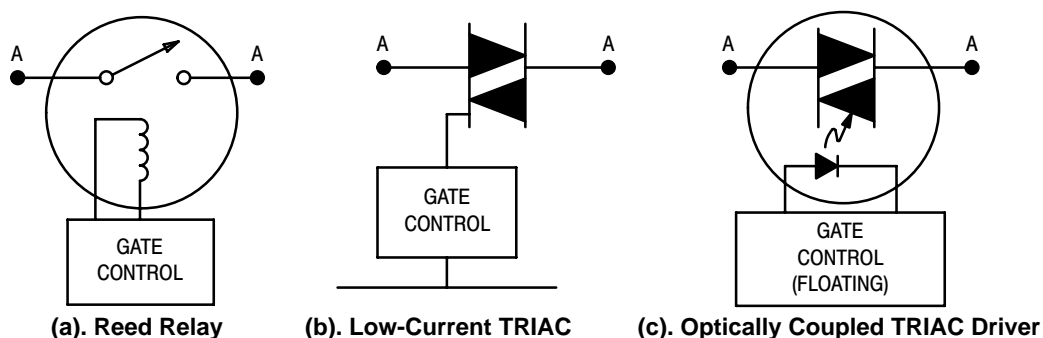 A A
GATE
CONTROL
(a). Reed Relay
A A
GATE
CONTROL
(b). Low-Current TRIAC
A A
GATE
CONTROL
(FLOATING)
(c). Optically Coupled TRIAC Driver